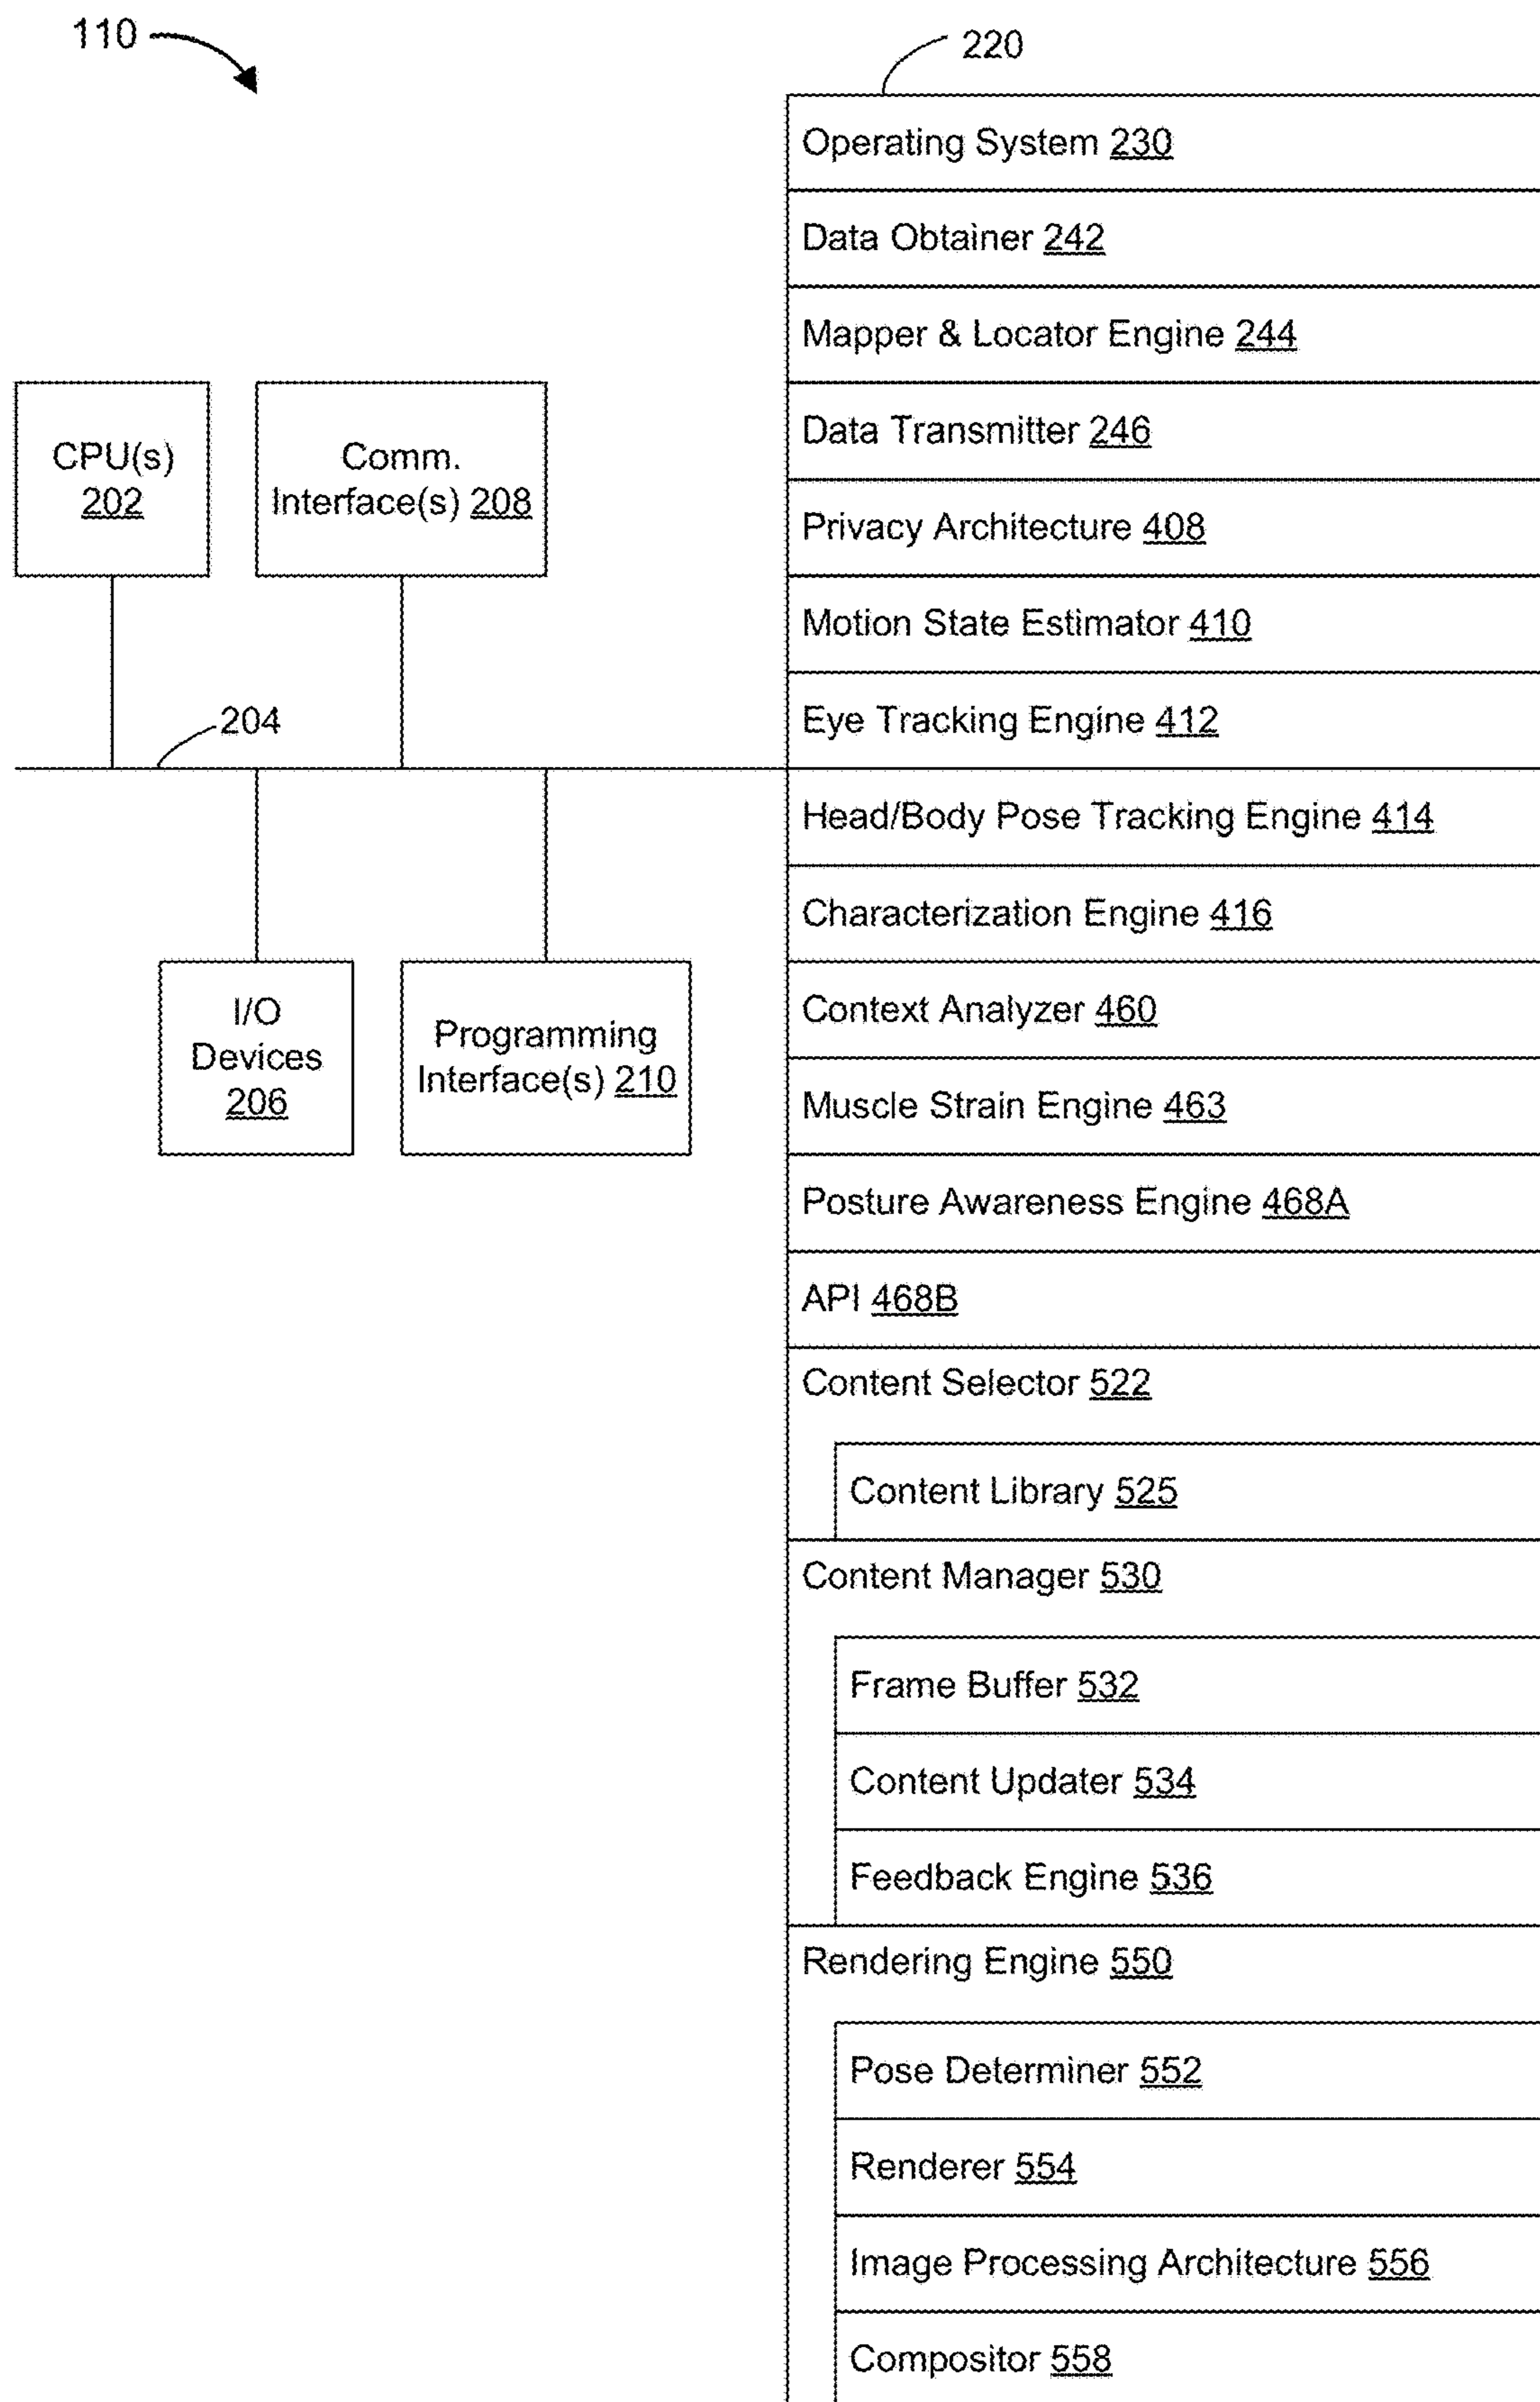 110
220
Operating System 230
Data Obtainer 242
Mapper & Locator Engine 244
Data Transmitter 246
Privacy Architecture 408
Motion State Estimator 410
Eye Tracking Engine 412
Head/Body Pose Tracking Engine 414
Characterization Engine 416
Context Analyzer 460
Muscle Strain Engine 463
Posture Awareness Engine 468A
API 468B
Content Selector 522
Content Library 525
Content Manager 530
Frame Buffer 532
Content Updater 534
Feedback Engine 536
Rendering Engine 550
Pose Determiner 552
Renderer 554
Image Processing Architecture 556
Compositor 558
CPU(s)
202
Comm.
Interface(s) 208
204
I/O
Devices
206
Programming
Interface(s) 210